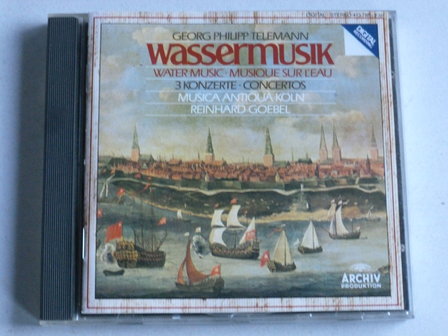 GEORG PHILIPP TELEMANN
DIGITAL RECORDING
Wassermusik
WATER MUSIC · MUSIQUE SUR L'EAU
3 KONZERTE · CONCERTOS
MUSICA ANTIQUA KÖLN
REINHARD GOEBEL
ARCHIV
PRODUKTION